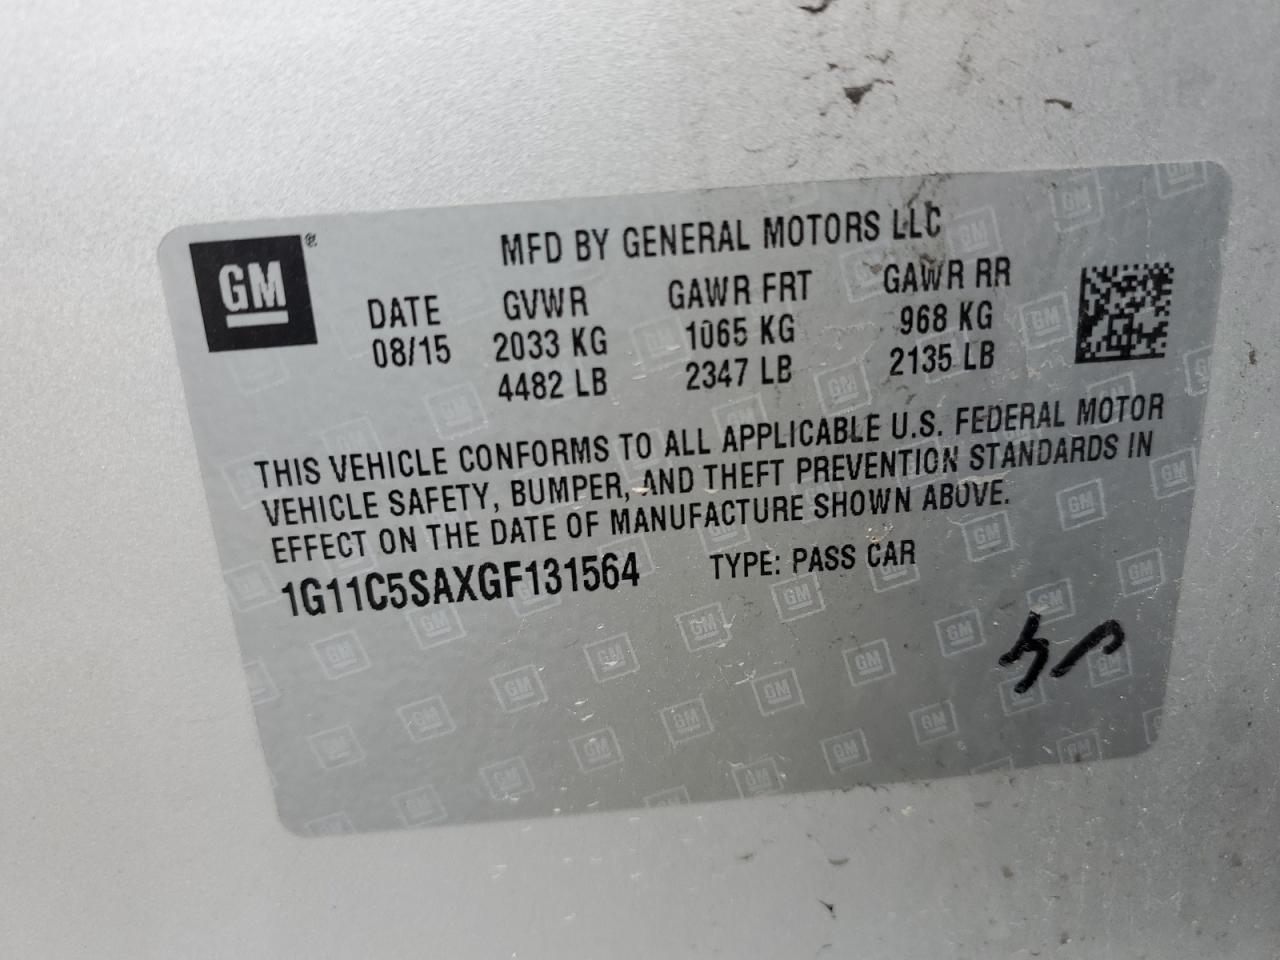 GM
MFD BY GENERAL MOTORS LLC
DATE GVWR GAWR FRT GAWR RR
08/15 2033 KG 1065 KG 968 KG
4482 LB 2347 LB 2135 LB
THIS VEHICLE CONFORMS TO ALL APPLICABLE U.S. FEDERAL MOTOR
VEHICLE SAFETY, BUMPER, AND THEFT PREVENTION STANDARDS IN
EFFECT ON THE DATE OF MANUFACTURE SHOWN ABOVE.
1G11C5SAXGF131564 TYPE: PASS CAR